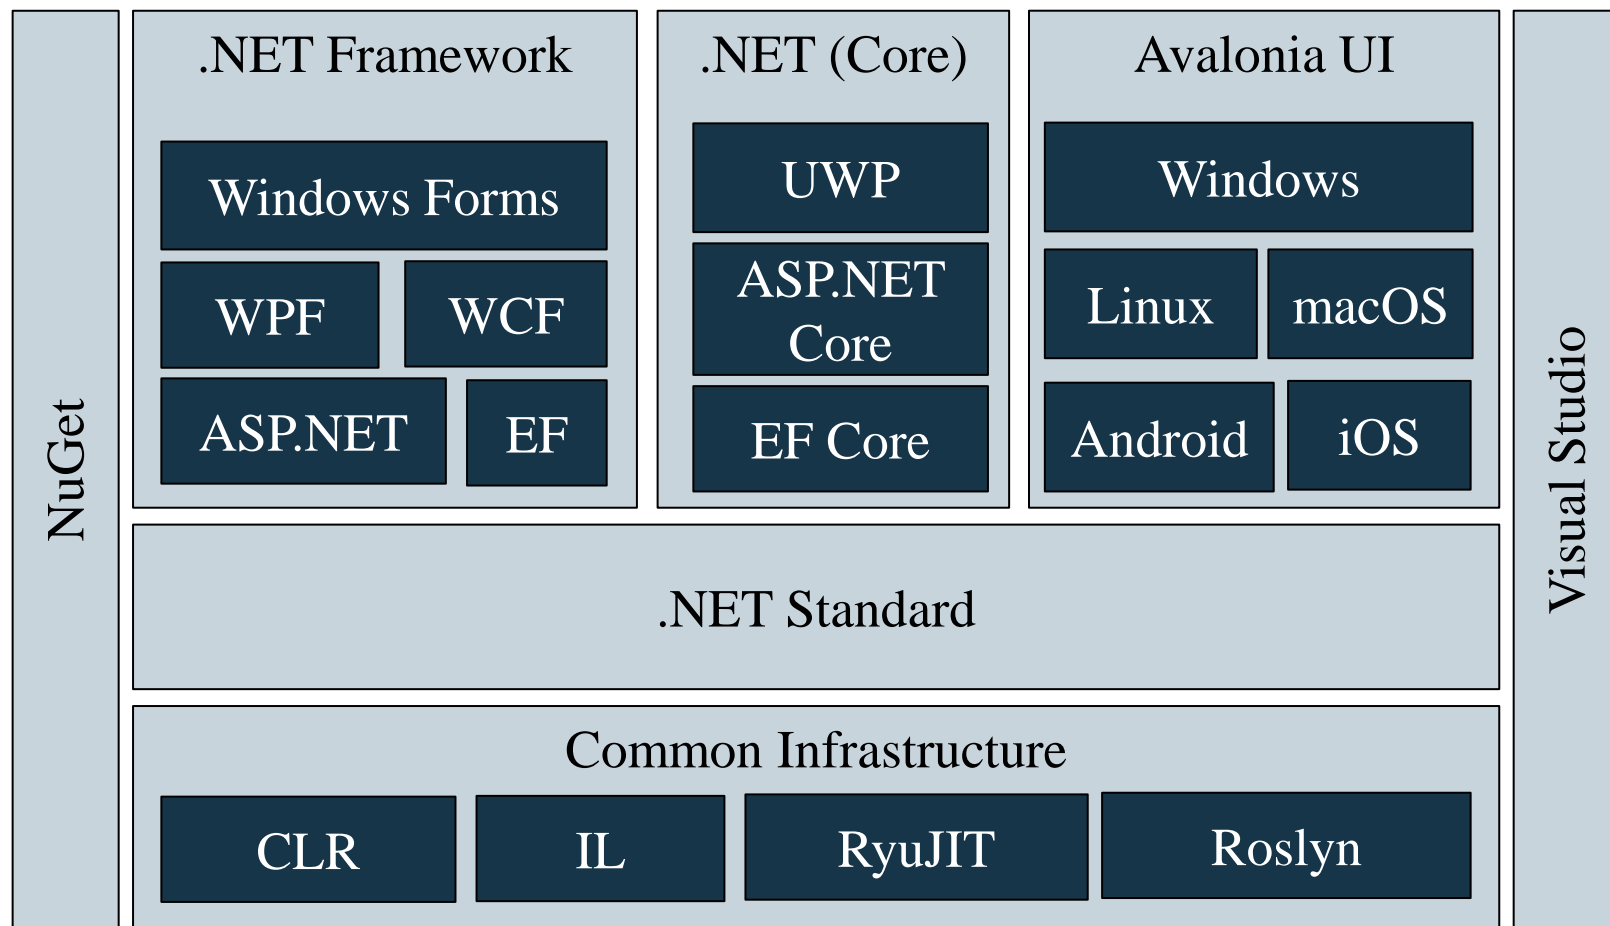 NuGet
.NET Framework
Windows Forms
WPF
WCF
ASP.NET
EF
.NET (Core)
UWP
ASP.NET
Core
EF Core
Avalonia UI
Windows
Linux
macOS
Android
iOS
Visual Studio
.NET Standard
Common Infrastructure
CLR
IL
RyuJIT
Roslyn